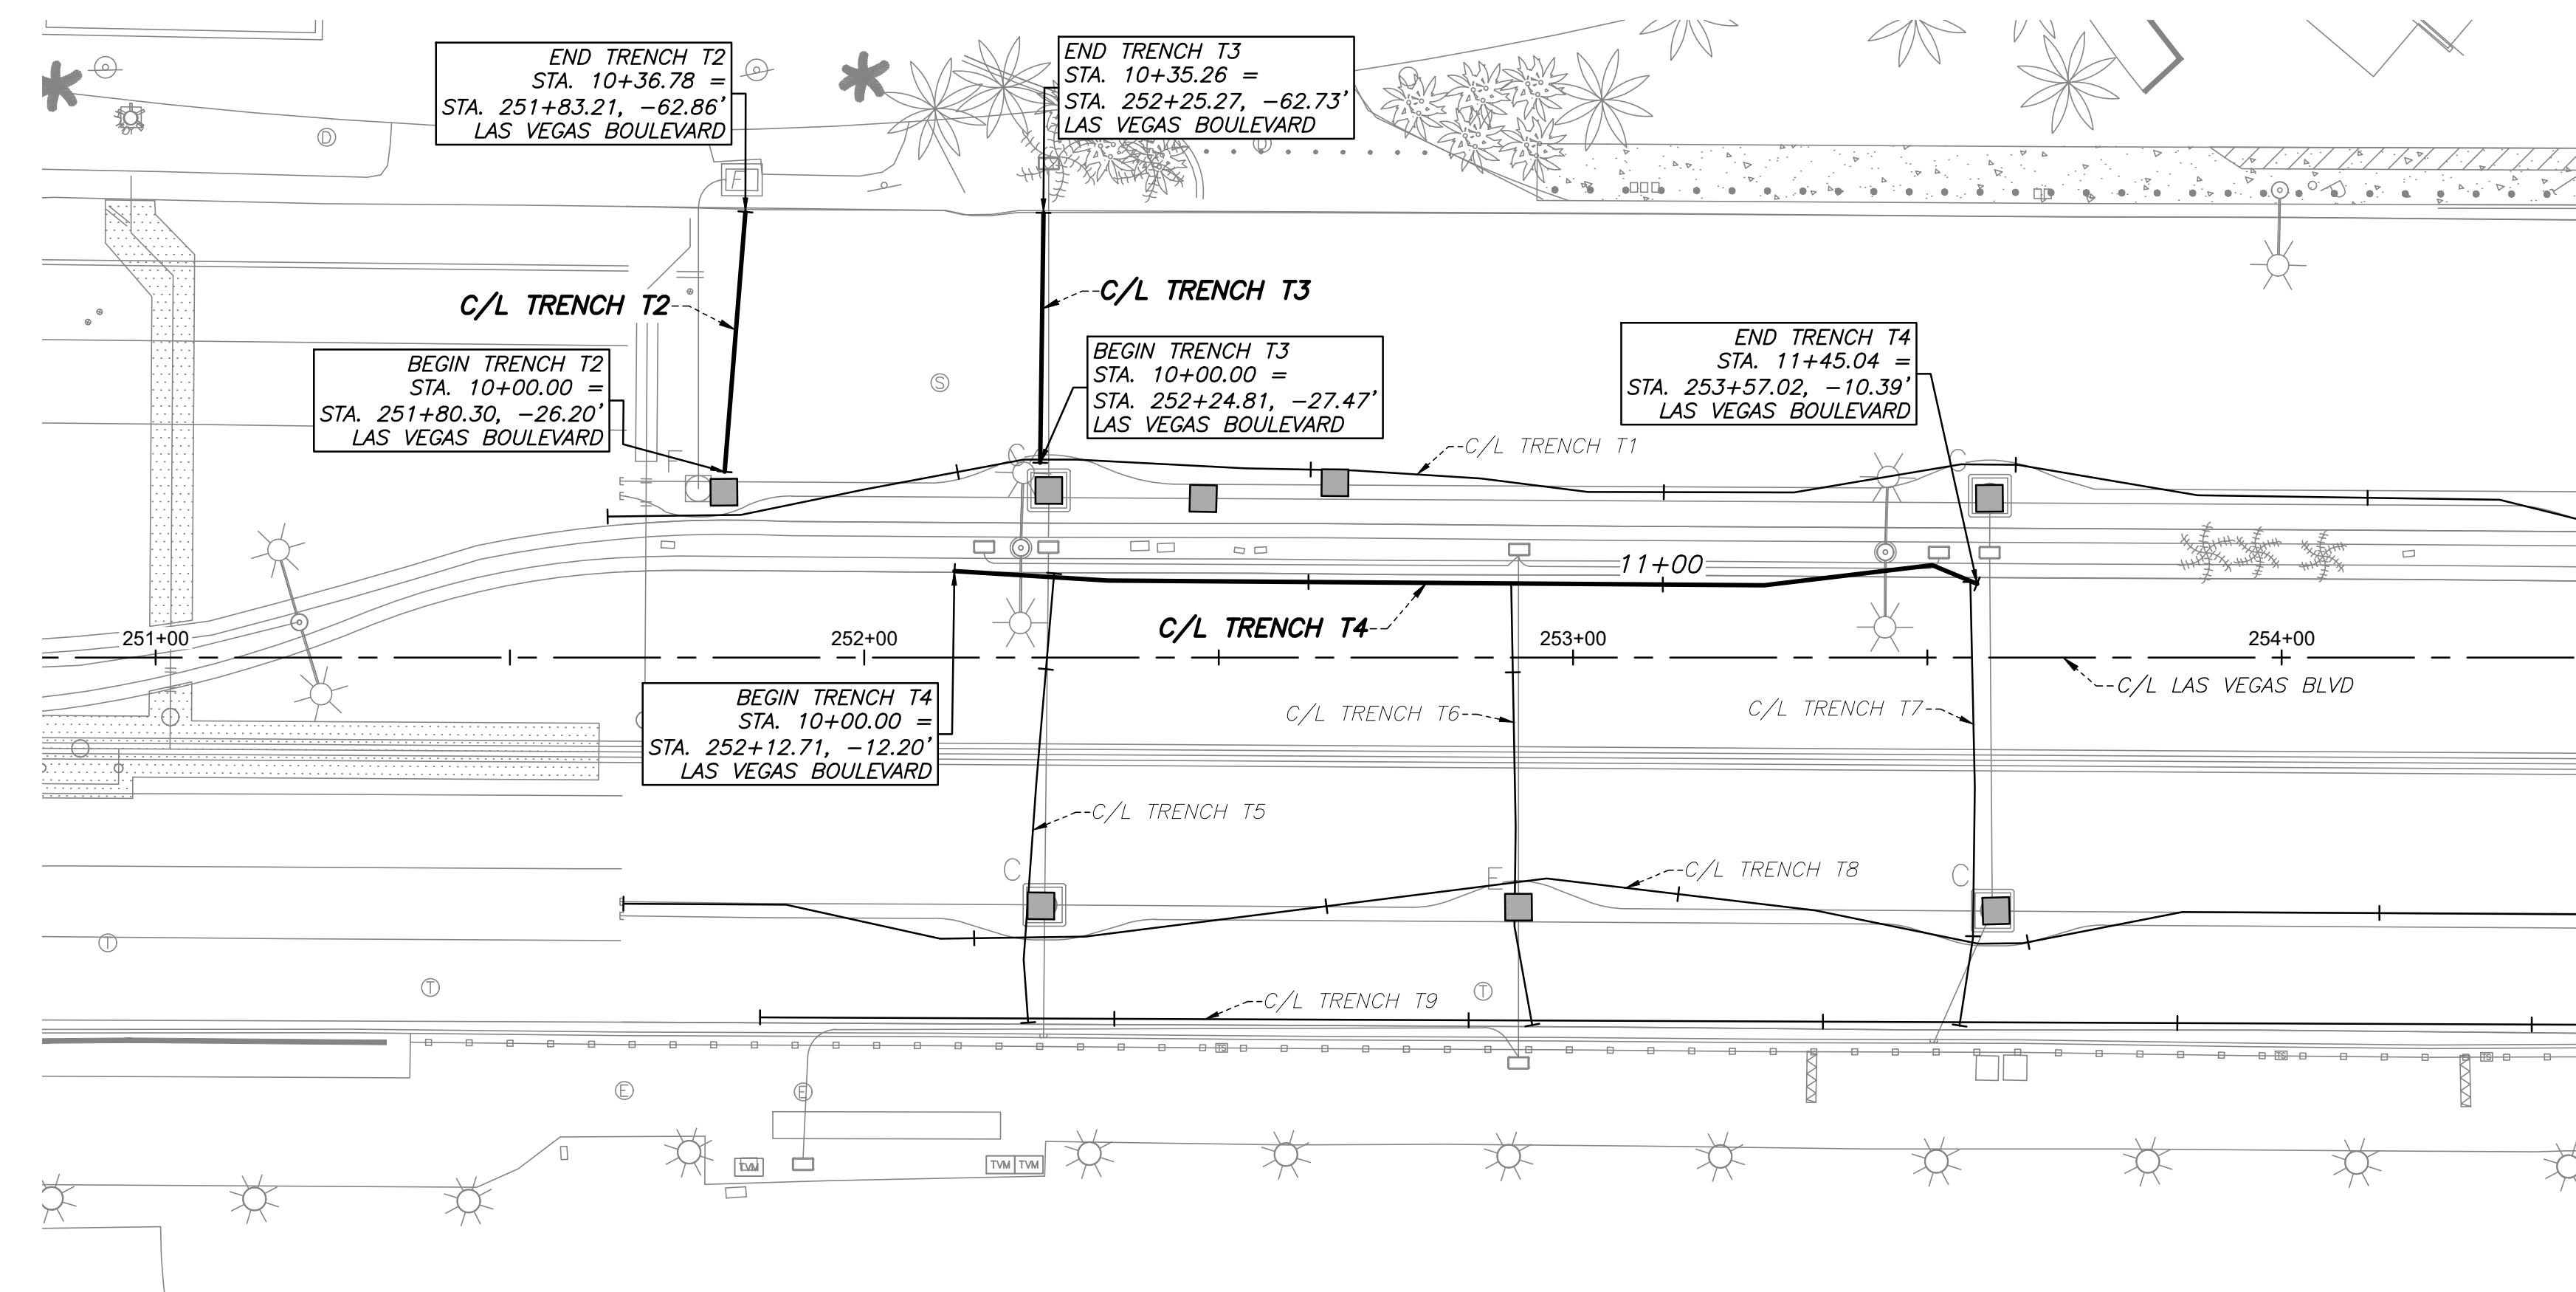 END TRENCH T2
STA. 10+36.78 =
STA. 251+83.21, -62.86'
LAS VEGAS BOULEVARD
END TRENCH T3
STA. 10+35.26 =
STA. 252+25.27, -62.73'
LAS VEGAS BOULEVARD
D
D
F
C/L TRENCH T2
C/L TRENCH T3
BEGIN TRENCH T2
STA. 10+00.00 =
STA. 251+80.30, -26.20'
LAS VEGAS BOULEVARD
BEGIN TRENCH T3
STA. 10+00.00 =
STA. 252+24.81, -27.47'
LAS VEGAS BOULEVARD
END TRENCH T4
STA. 11+45.04 =
STA. 253+57.02, -10.39'
LAS VEGAS BOULEVARD
S
C/L TRENCH T1
F
C
C
11+00
C/L TRENCH T4
251+00
252+00
253+00
254+00
C/L LAS VEGAS BLVD
BEGIN TRENCH T4
STA. 10+00.00 =
STA. 252+12.71, -12.20'
LAS VEGAS BOULEVARD
C/L TRENCH T6
C/L TRENCH T7
C/L TRENCH T5
C
F
C/L TRENCH T8
C
T
T
T
C/L TRENCH T9
TS
TS
TS
E
E
TVM
TVM
TVM